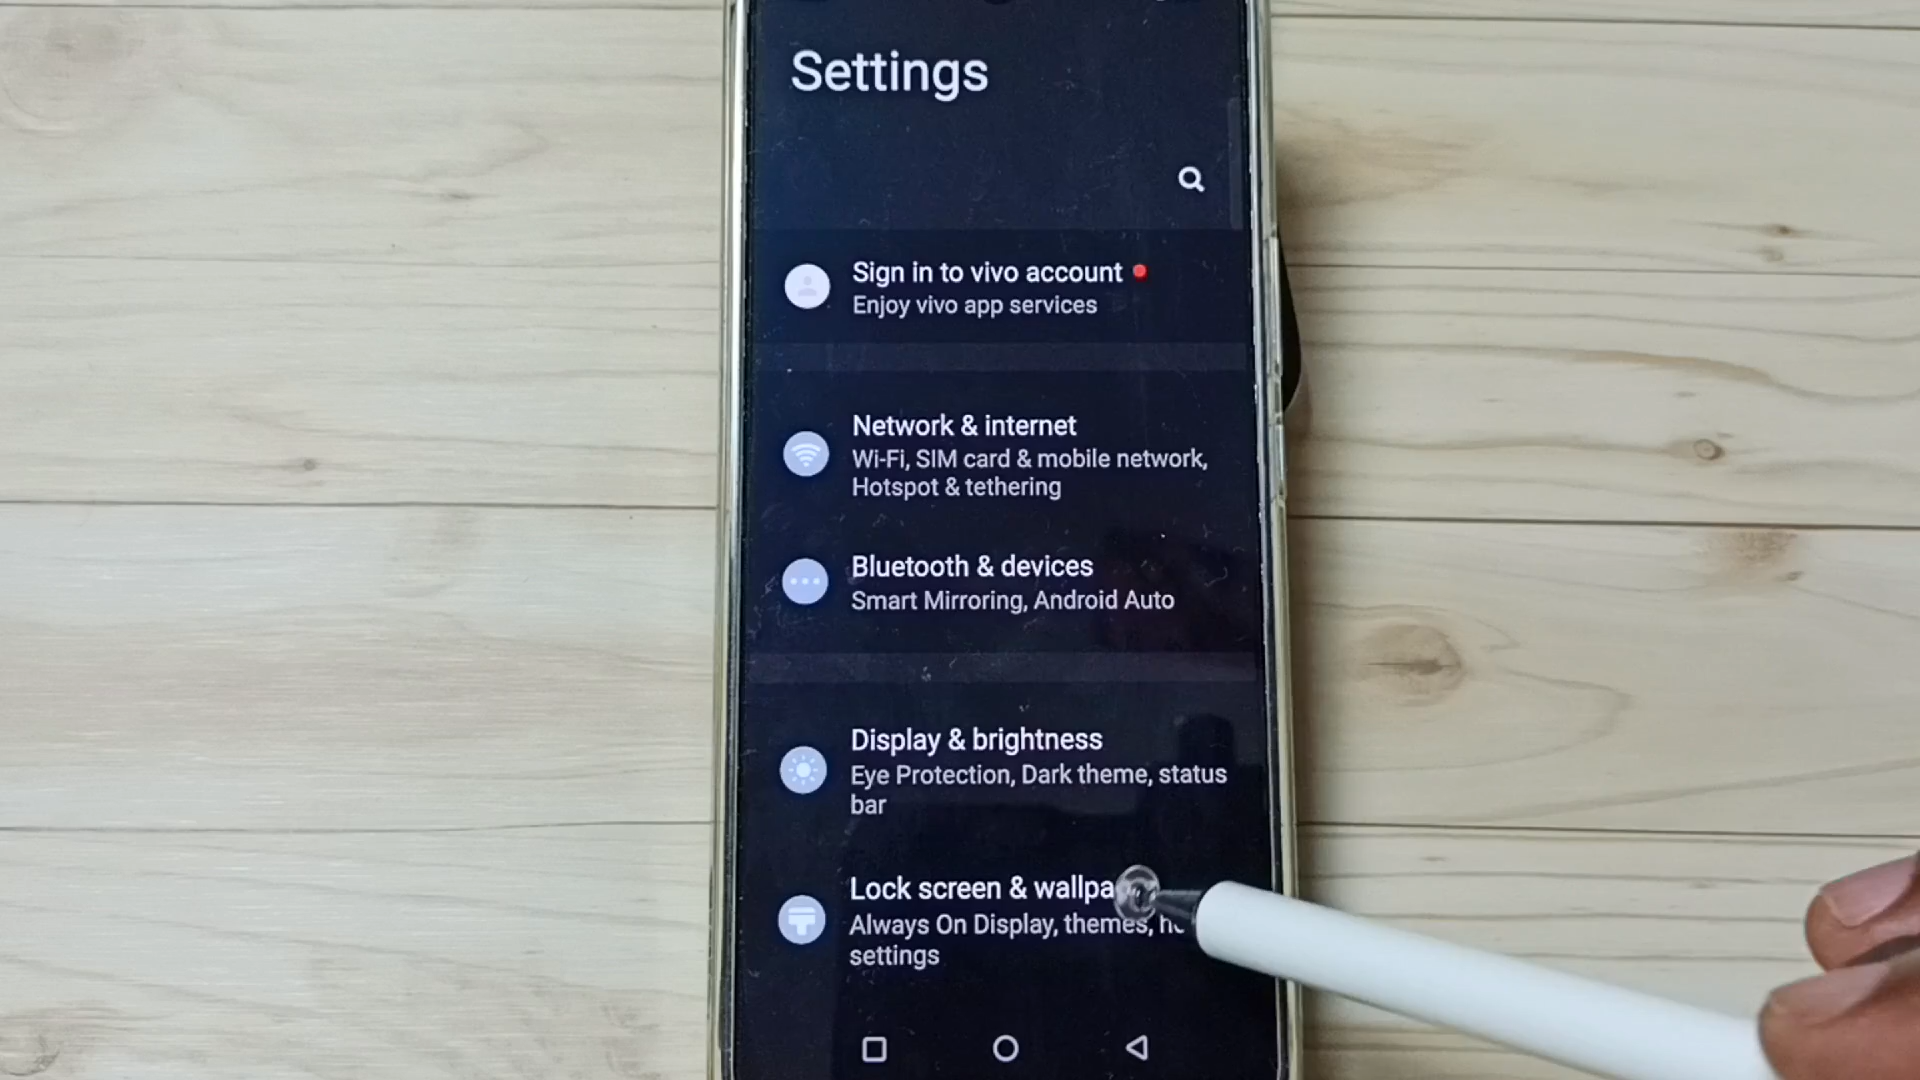 Settings
Sign in to vivo account
Enjoy vivo app services
Network & internet
Wi-Fi, SIM card & mobile network,
Hotspot & tethering
Bluetooth & devices
Smart Mirroring, Android Auto
Display & brightness
Eye Protection, Dark theme, status
bar
Lock screen &
Always On Display, themes,
settings